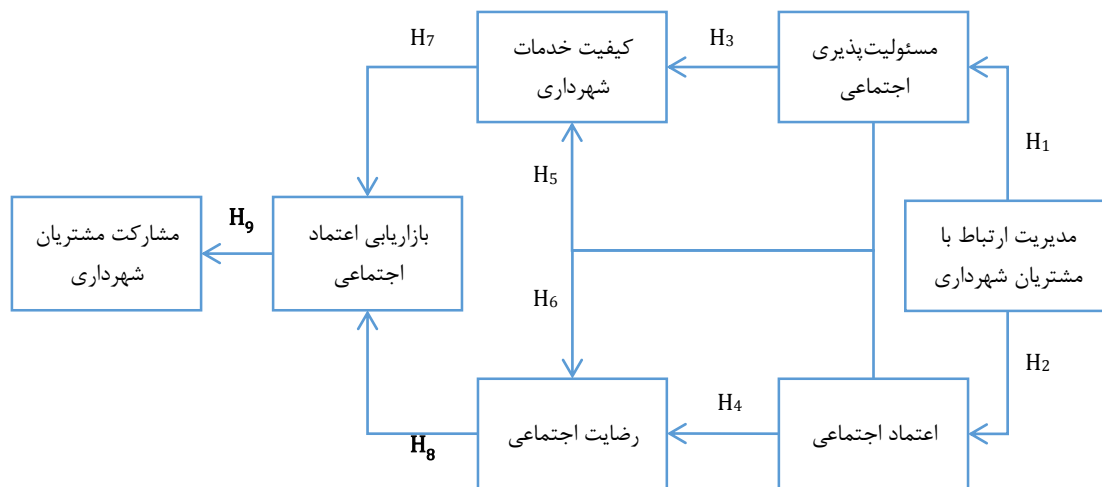 H7
کیفیت خدمات
شهرداری
H3
مسئولیت‌پذیری
اجتماعی
H1
H5
H9
مشارکت مشتریان
شهرداری
بازاریابی اعتماد
اجتماعی
مدیریت ارتباط با
مشتریان شهرداری
H6
H2
H8
رضایت اجتماعی
H4
اعتماد اجتماعی